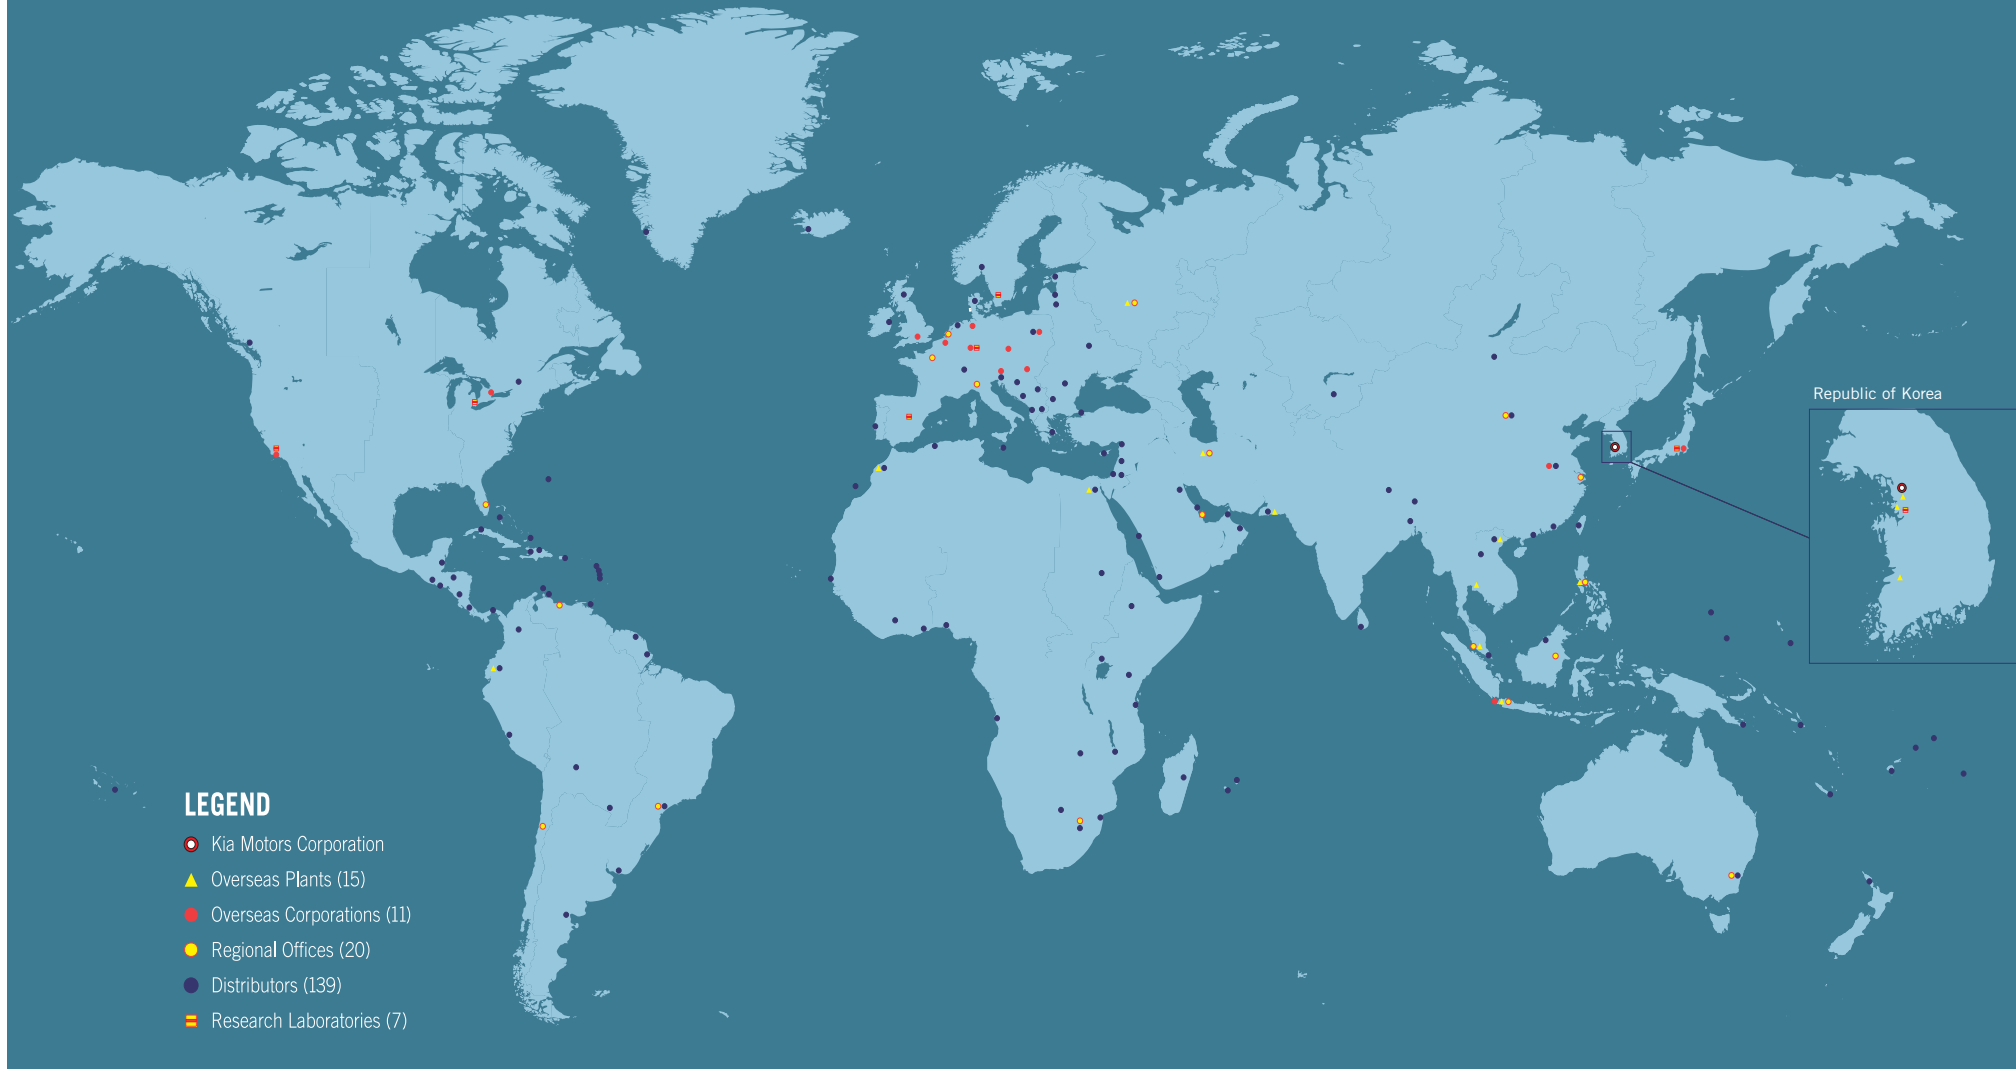 Republic of Korea
LEGEND
Kia Motors Corporation
Overseas Plants (15)
Overseas Corporations (11)
Regional Offices (20)
Distributors (139)
Research Laboratories (7)